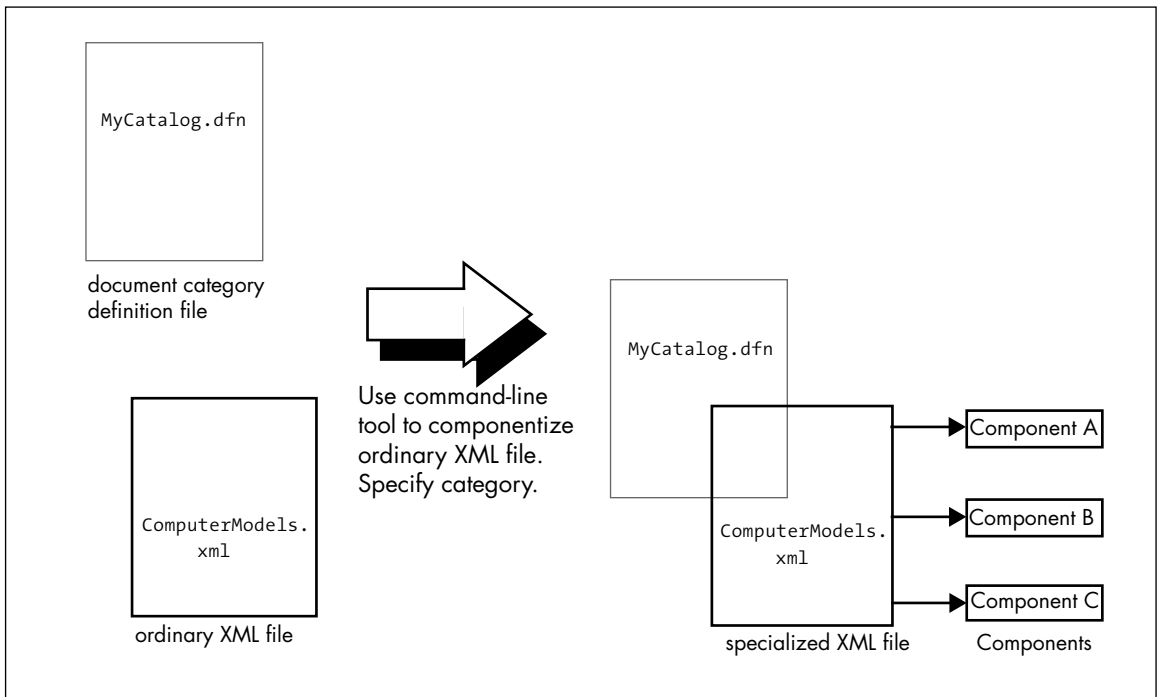 MyCatalog.dfn
document category
definition file
ComputerModels.
xml
ordinary XML file
Use command-line
tool to componentize
ordinary XML file.
Specify category.
MyCatalog.dfn
ComputerModels.
xml
specialized XML file
Component A
Component B
Component C
Components